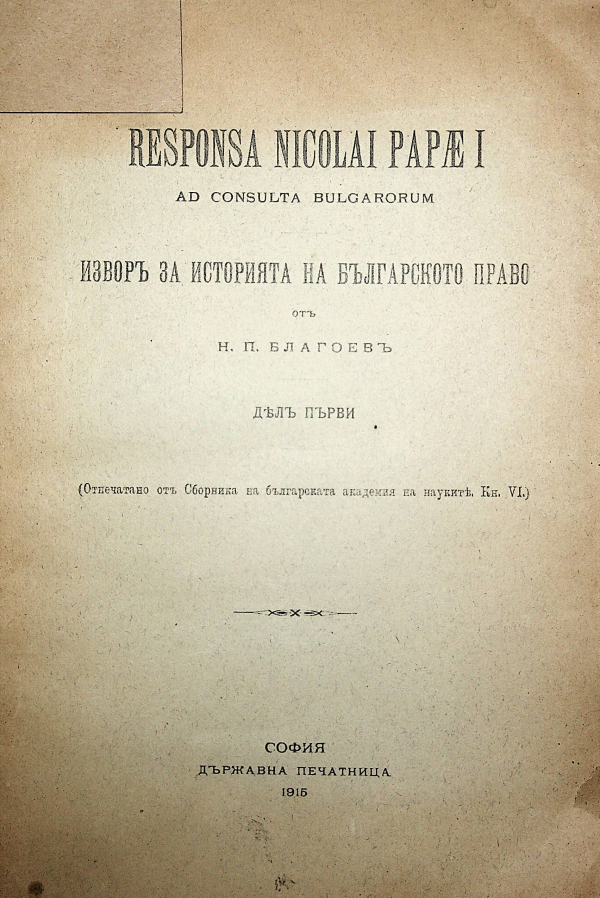 RESPONSA NICOLAI PAPÆ I
AD CONSULTA BULGARORUM
ИЗВОРЪ ЗА ИСТОРИЯТА НА БЪЛГАРСКОТО ПРАВО
отъ
Н. П. БЛАГОЕВЪ
ДѢЛЪ ПЪРВИ
(Отпечатано отъ Сборника на българската академия на наукитѣ. Кн. VI.)
СОФИЯ
ДЪРЖАВНА ПЕЧАТНИЦА
1915